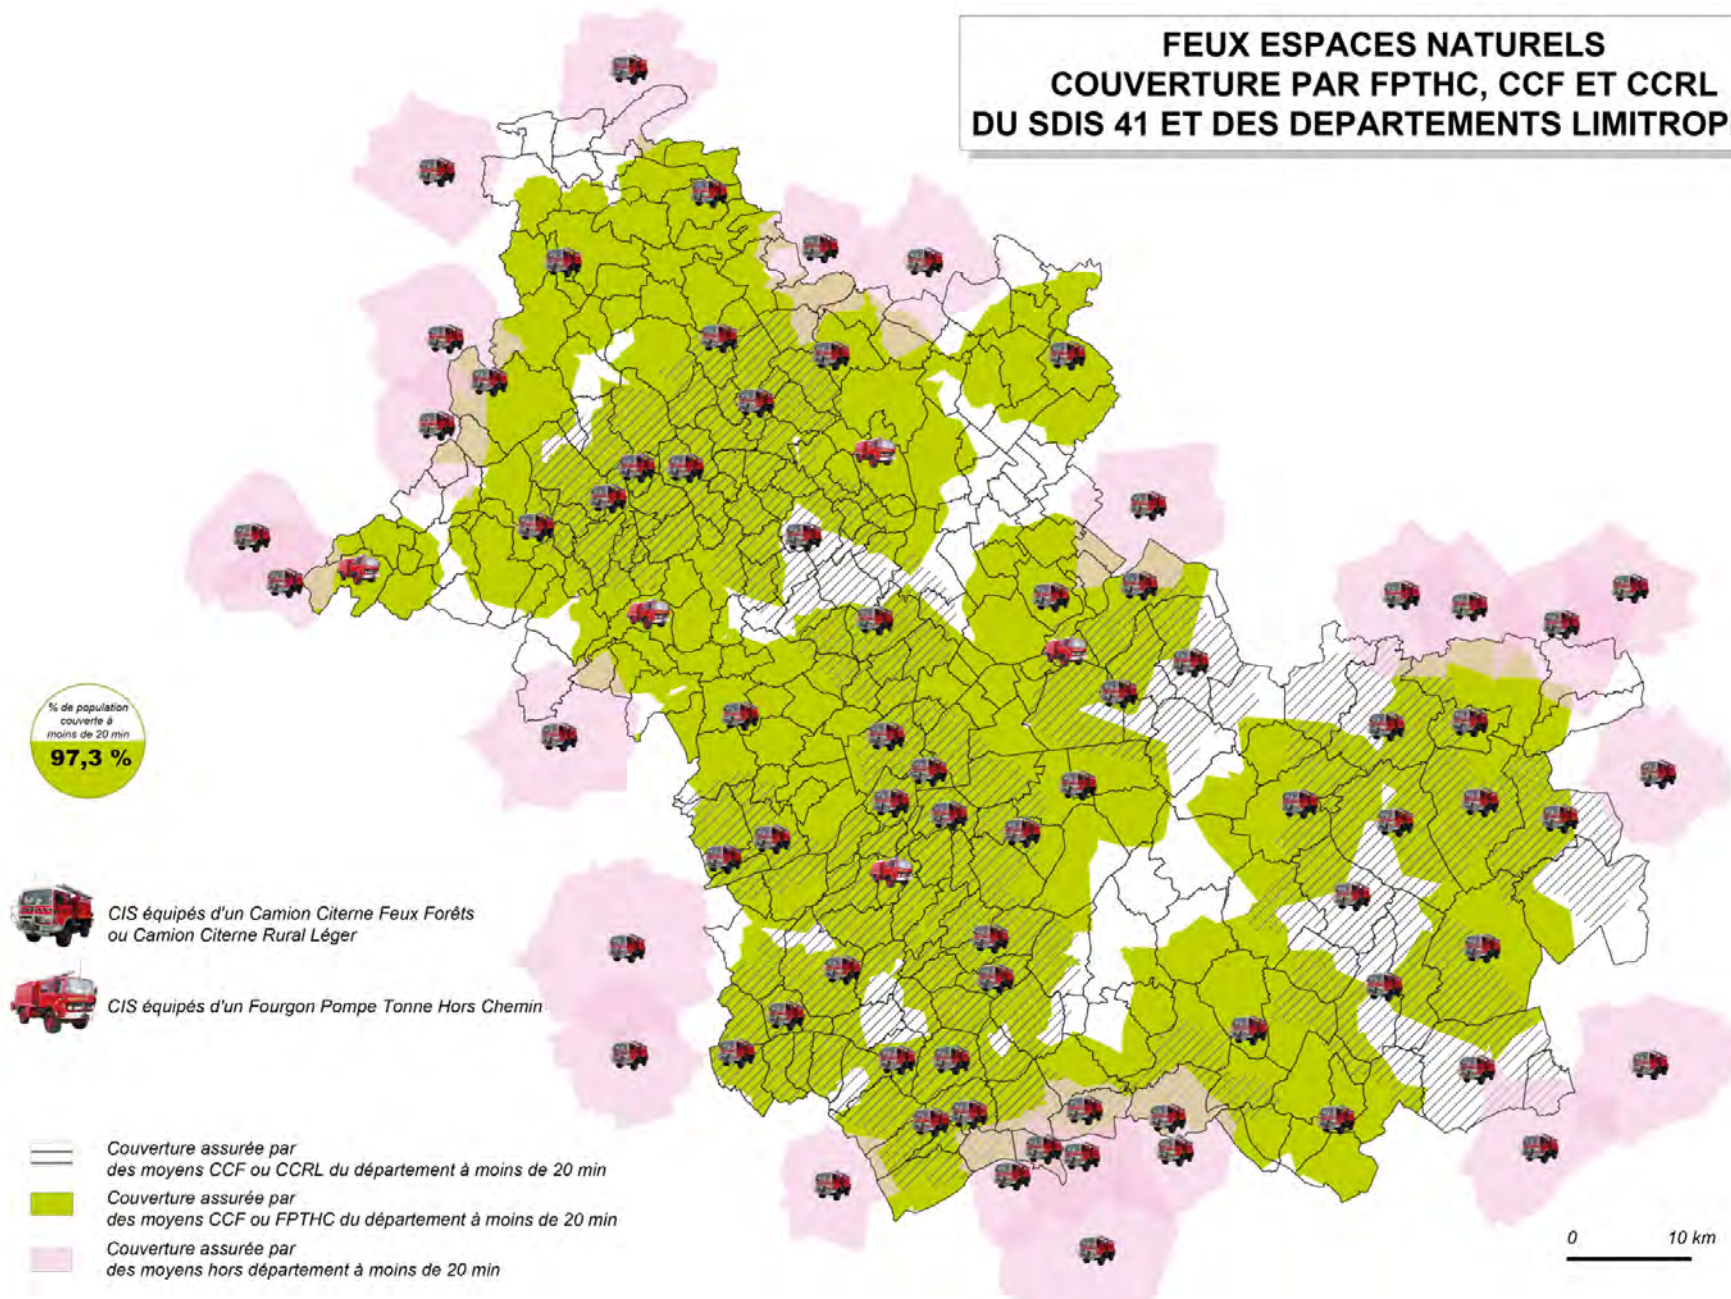 FEUX ESPACES NATURELS
COUVERTURE PAR FPTHC, CCF ET CCRL
DU SDIS 41 ET DES DEPARTEMENTS LIMITROP
% de population
couverte à
moins de 20 min
97,3 %
CIS équipés d'un Camion Citerne Feux Forêts
ou Camion Citerne Rural Léger
CIS équipés d'un Fourgon Pompe Tonne Hors Chemin
Couverture assurée par
des moyens CCF ou CCRL du département à moins de 20 min
Couverture assurée par
des moyens CCF ou FPTHC du département à moins de 20 min
Couverture assurée par
des moyens hors département à moins de 20 min
0 10 km